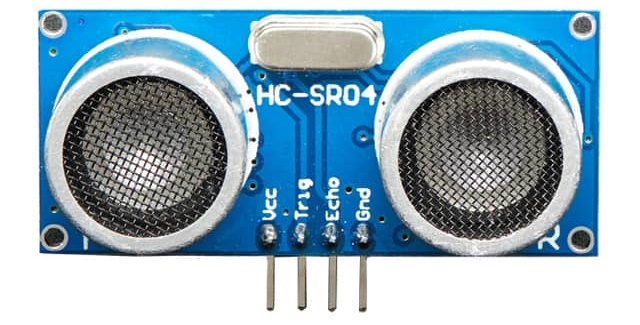 HC-SR04
Vcc
Trig
Echo
Gnd
R